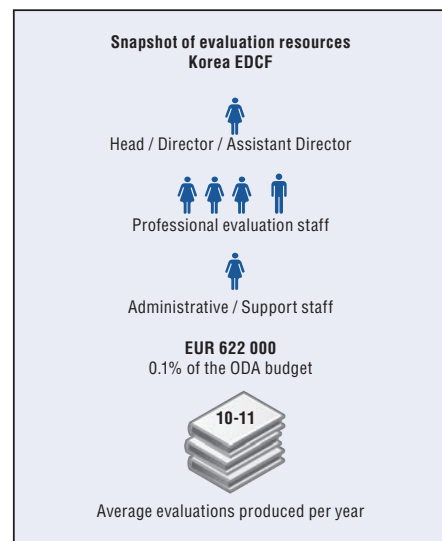 Snapshot of evaluation resources
Korea EDCF
Head / Director / Assistant Director
Professional evaluation staff
Administrative / Support staff
EUR 622 000
0.1% of the ODA budget
10-11
Average evaluations produced per year